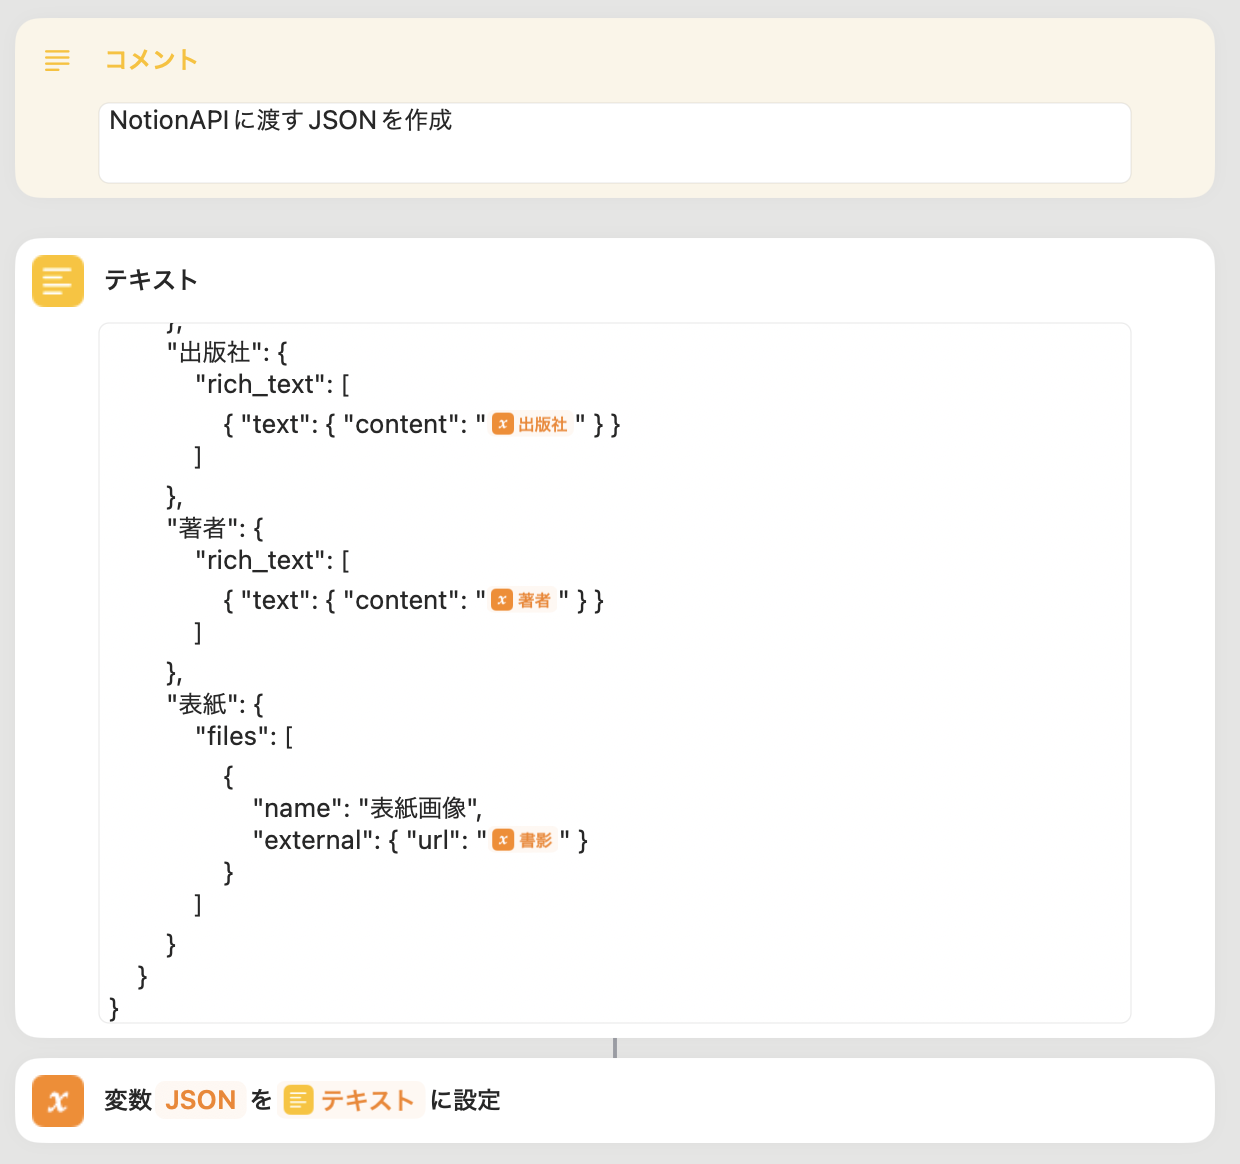 コメント
NotionAPIに渡すJSONを作成
テキスト
},
"出版社": {
"rich_text": [
{ "text": { "content": "出版社" } }
]
},
"著者": {
"rich_text": [
{ "text": { "content": "著者" } }
]
},
"表紙": {
"files": [
{
"name": "表紙画像",
"external": { "url": "書影" }
}
]
}
}
}
変数 JSON を テキスト に設定